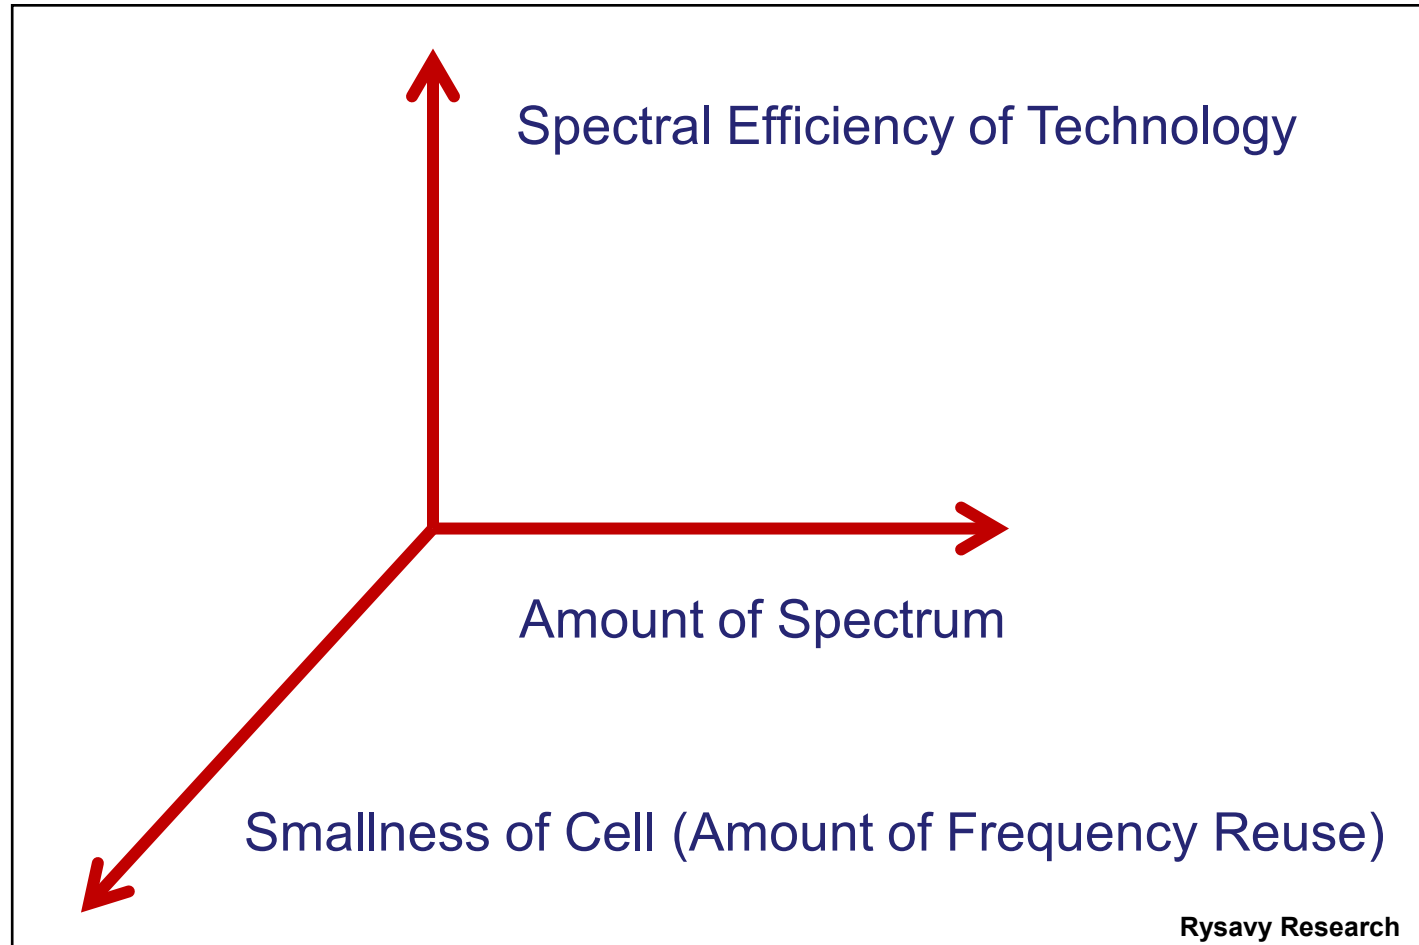 Spectral Efficiency of Technology
Amount of Spectrum
Smallness of Cell (Amount of Frequency Reuse)
Rysavy Research